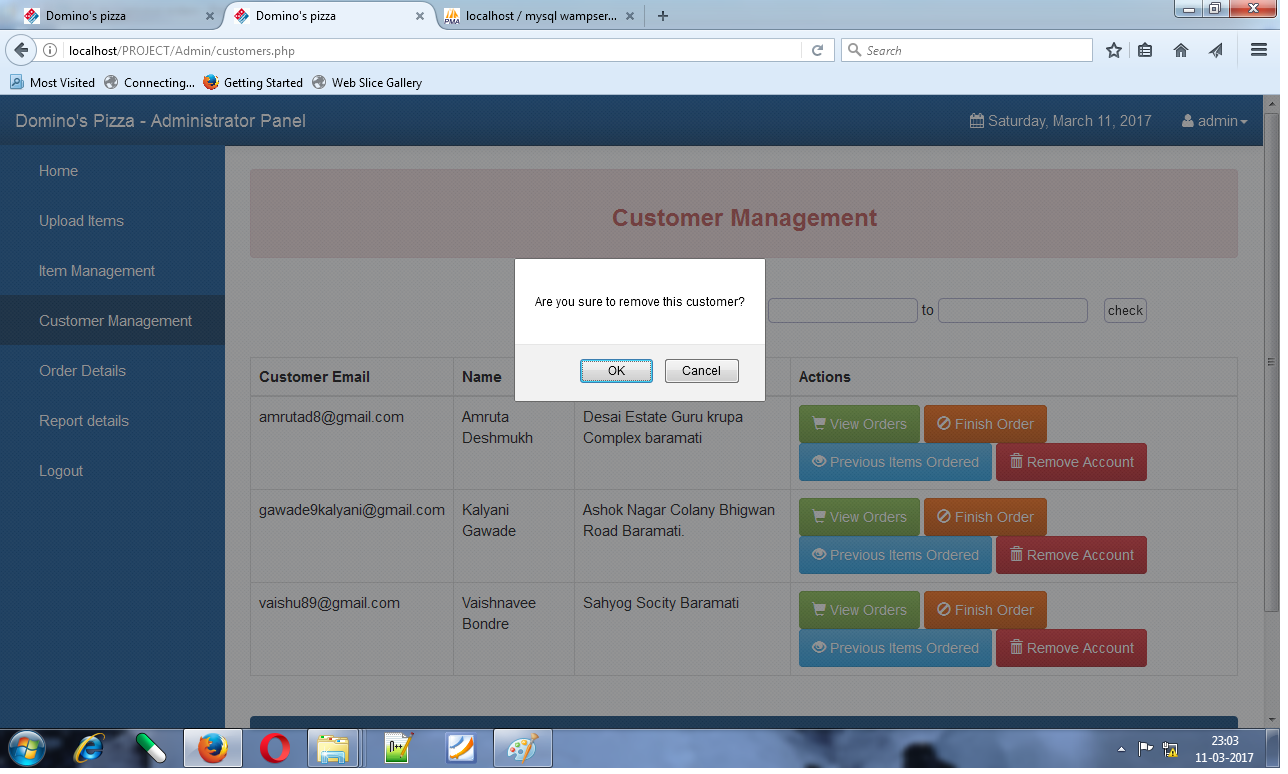 Domino's pizza
Domino's pizza
localhost / mysql wampser...
localhost/PROJECT/Admin/customers.php
Search
Most Visited
Connecting...
Getting Started
Web Slice Gallery
Domino's Pizza - Administrator Panel
Saturday, March 11, 2017
admin
Home
Upload Items
Item Management
Customer Management
Order Details
Report details
Logout
Customer Management
Are you sure to remove this customer?
OK
Cancel
to
check
Customer Email
Name
Actions
amrutad8@gmail.com
Amruta
Deshmukh
Desai Estate Guru krupa
Complex baramati
View Orders
Finish Order
Previous Items Ordered
Remove Account
gawade9kalyani@gmail.com
Kalyani
Gawade
Ashok Nagar Colany Bhigwan
Road Baramati.
View Orders
Finish Order
Previous Items Ordered
Remove Account
vaishu89@gmail.com
Vaishnavee
Bondre
Sahyog Socity Baramati
View Orders
Finish Order
Previous Items Ordered
Remove Account
23:03
11-03-2017